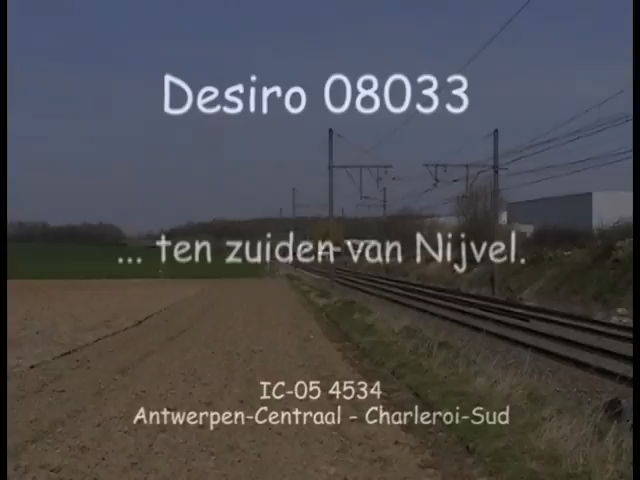 Desiro 08033
... ten zuiden van Nijvel.
IC-05 4534
Antwerpen-Centraal - Charleroi-Sud